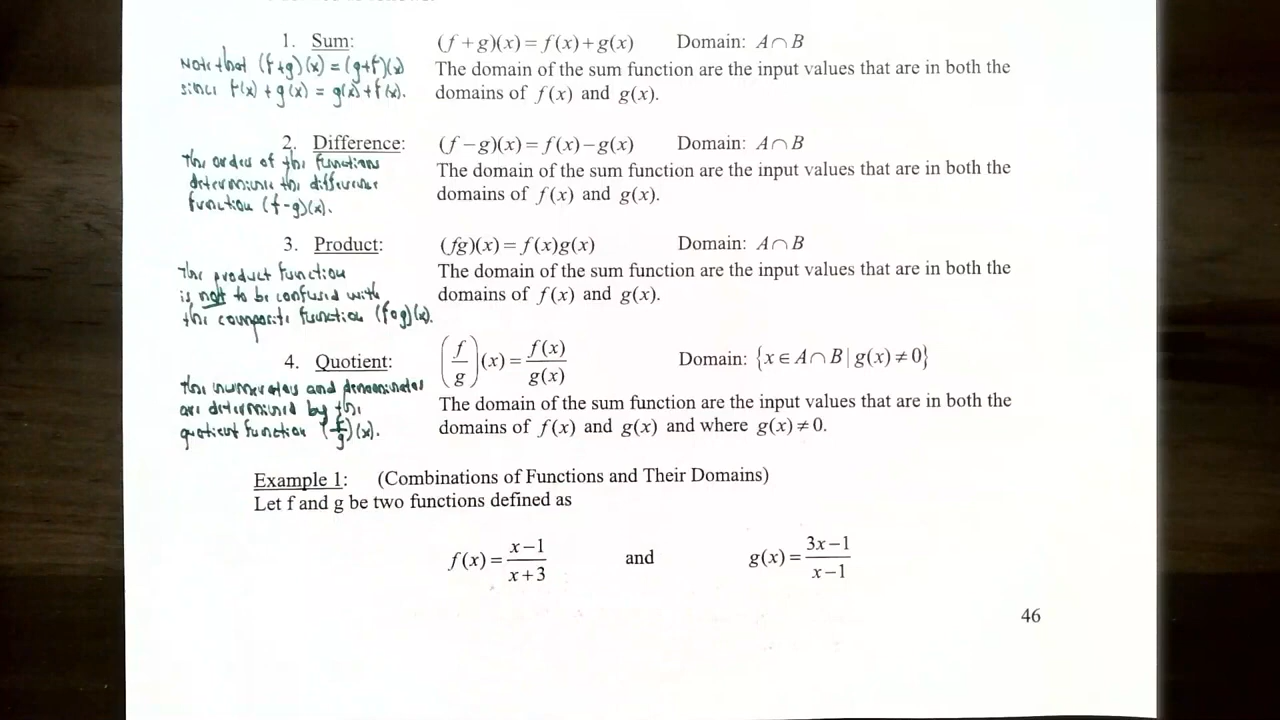 1. Sum: (f + g)(x) = f(x) + g(x) Domain: A∩B
Note that (f+g)(x) = (g+f)(x)
since f(x) + g(x) = g(x) + f(x).
The domain of the sum function are the input values that are in both the
domains of f(x) and g(x).
2. Difference: (f − g)(x) = f(x) − g(x) Domain: A∩B
The order of the functions
determine the difference
function (f-g)(x).
The domain of the sum function are the input values that are in both the
domains of f(x) and g(x).
3. Product: (fg)(x) = f(x)g(x) Domain: A∩B
The product function
is not to be confused with
the composite function (f∘g)(x).
The domain of the sum function are the input values that are in both the
domains of f(x) and g(x).
4. Quotient: (f/g)(x) = f(x)/g(x) Domain: {x ∈ A∩B | g(x) ≠ 0}
The numerator and denominator
are determined by the
quotient function (f/g)(x).
The domain of the sum function are the input values that are in both the
domains of f(x) and g(x) and where g(x) ≠ 0.
Example 1: (Combinations of Functions and Their Domains)
Let f and g be two functions defined as
f(x) = (x−1)/(x+3) and g(x) = (3x−1)/(x−1)
46